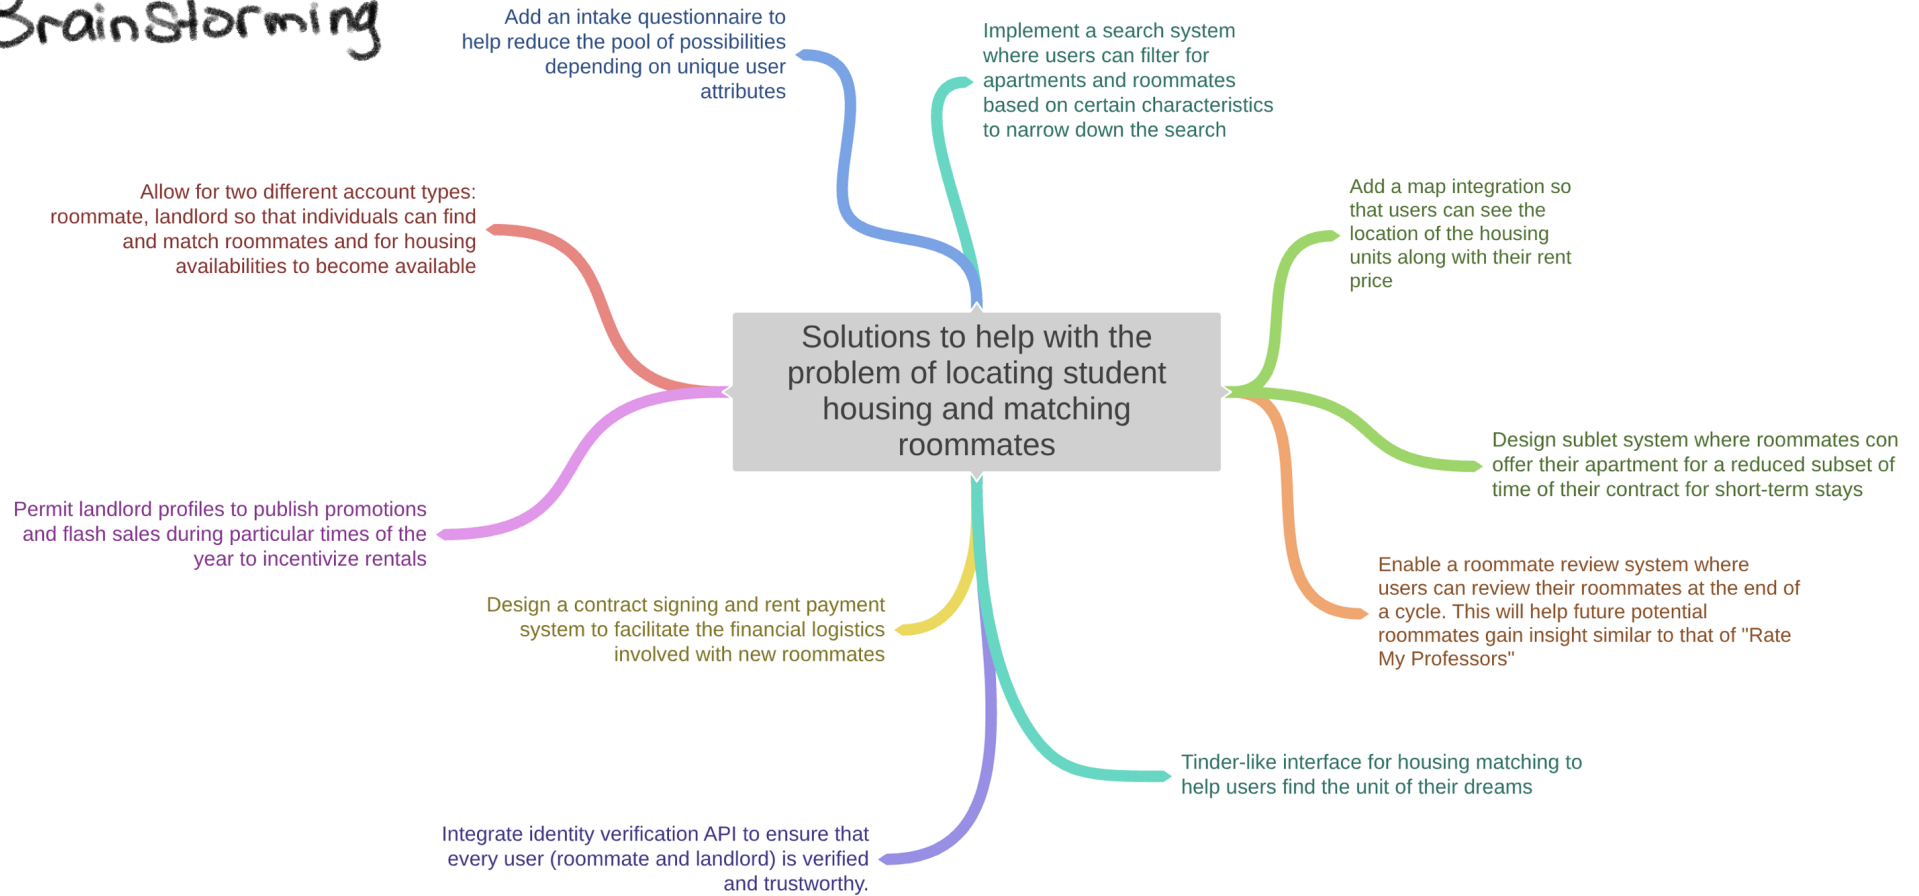 Brainstorming
Add an intake questionnaire to
help reduce the pool of possibilities
depending on unique user
attributes
Implement a search system
where users can filter for
apartments and roommates
based on certain characteristics
to narrow down the search
Allow for two different account types:
roommate, landlord so that individuals can find
and match roommates and for housing
availabilities to become available
Add a map integration so
that users can see the
location of the housing
units along with their rent
price
Solutions to help with the
problem of locating student
housing and matching
roommates
Design sublet system where roommates con
offer their apartment for a reduced subset of
time of their contract for short-term stays
Permit landlord profiles to publish promotions
and flash sales during particular times of the
year to incentivize rentals
Enable a roommate review system where
users can review their roommates at the end of
a cycle. This will help future potential
roommates gain insight similar to that of "Rate
My Professors"
Design a contract signing and rent payment
system to facilitate the financial logistics
involved with new roommates
Tinder-like interface for housing matching to
help users find the unit of their dreams
Integrate identity verification API to ensure that
every user (roommate and landlord) is verified
and trustworthy.